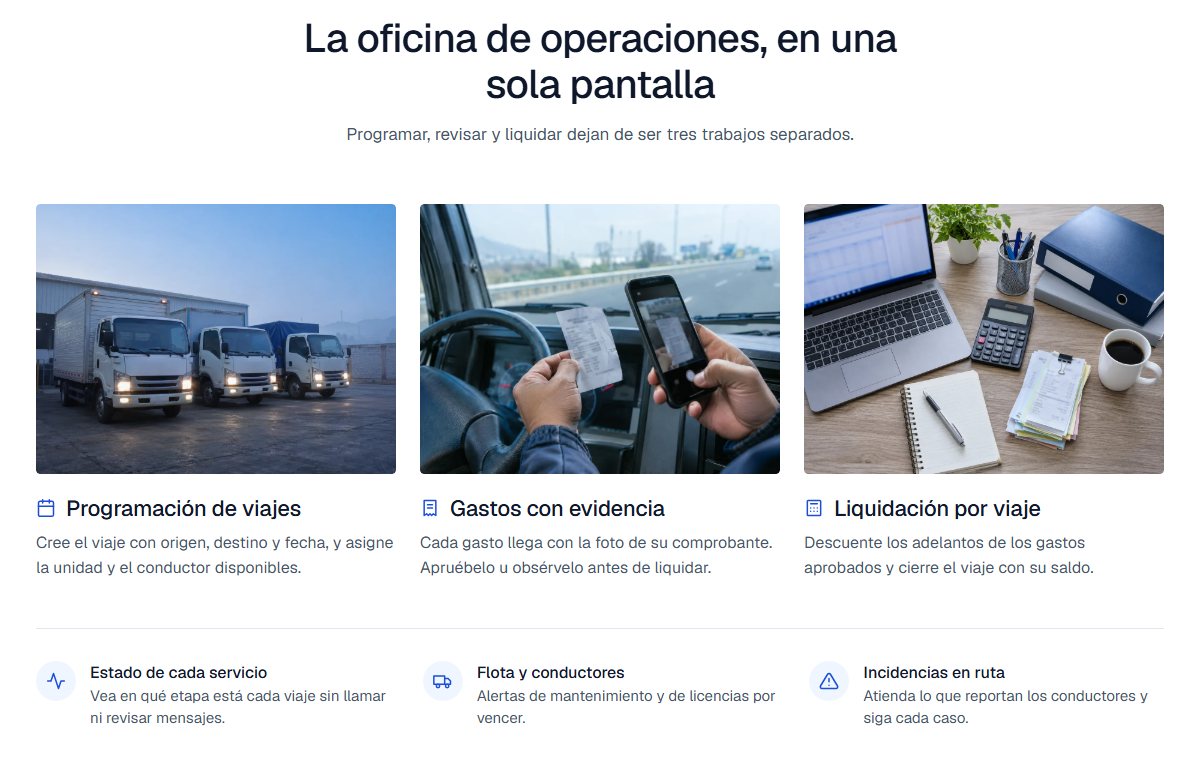 La oficina de operaciones, en una
sola pantalla
Programar, revisar y liquidar dejan de ser tres trabajos separados.
Programación de viajes
Cree el viaje con origen, destino y fecha, y asigne
la unidad y el conductor disponibles.
Gastos con evidencia
Cada gasto llega con la foto de su comprobante.
Apruébelo u obsérvelo antes de liquidar.
Liquidación por viaje
Descuente los adelantos de los gastos
aprobados y cierre el viaje con su saldo.
Estado de cada servicio
Vea en qué etapa está cada viaje sin llamar
ni revisar mensajes.
Flota y conductores
Alertas de mantenimiento y de licencias por
vencer.
Incidencias en ruta
Atienda lo que reportan los conductores y
siga cada caso.